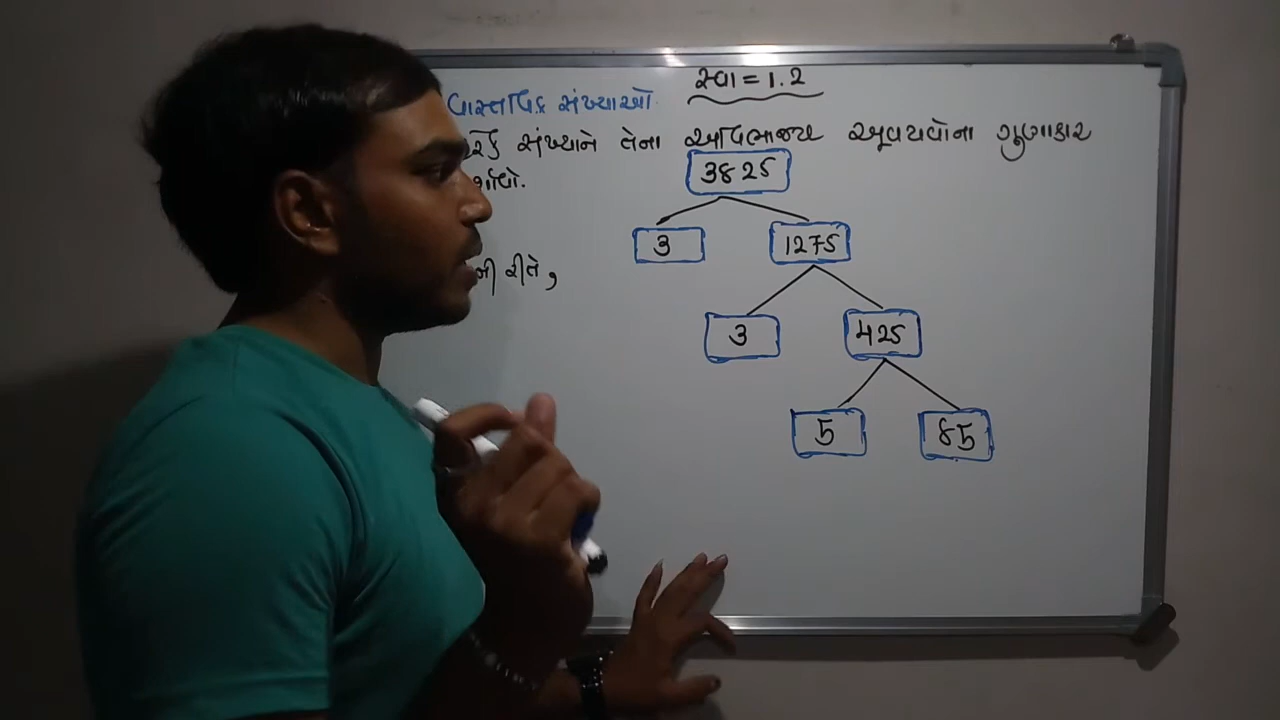 વાસ્તવિક સંખ્યાઓ સ્વા = 1.2
સંખ્યાને તેના અવિભાજ્ય અવયવોના ગુણાકાર
3825
શોધો.
3 1275
રીતે,
3 425
5 85